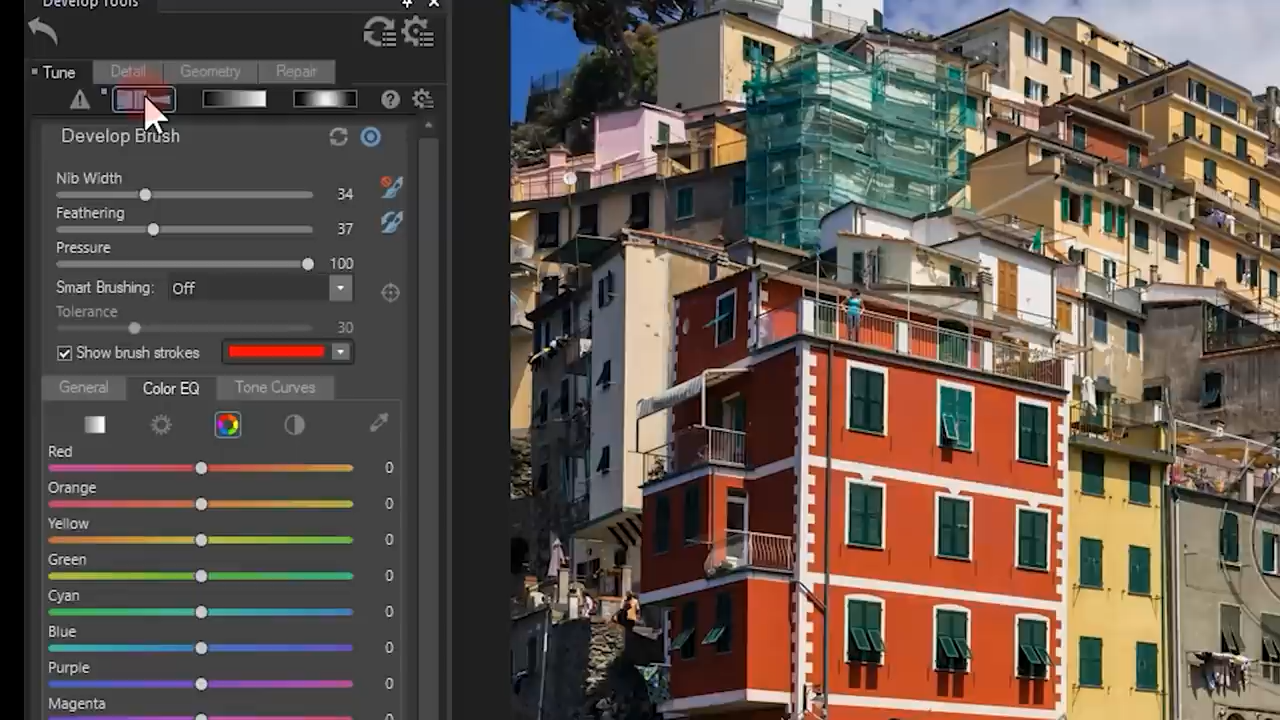 Develop Tools
Tune Detail Geometry Repair
Develop Brush
Nib Width 34
Feathering 37
Pressure 100
Smart Brushing: Off
Tolerance 30
Show brush strokes
General Color EQ Tone Curves
Red 0
Orange 0
Yellow 0
Green 0
Cyan 0
Blue 0
Purple 0
Magenta 0